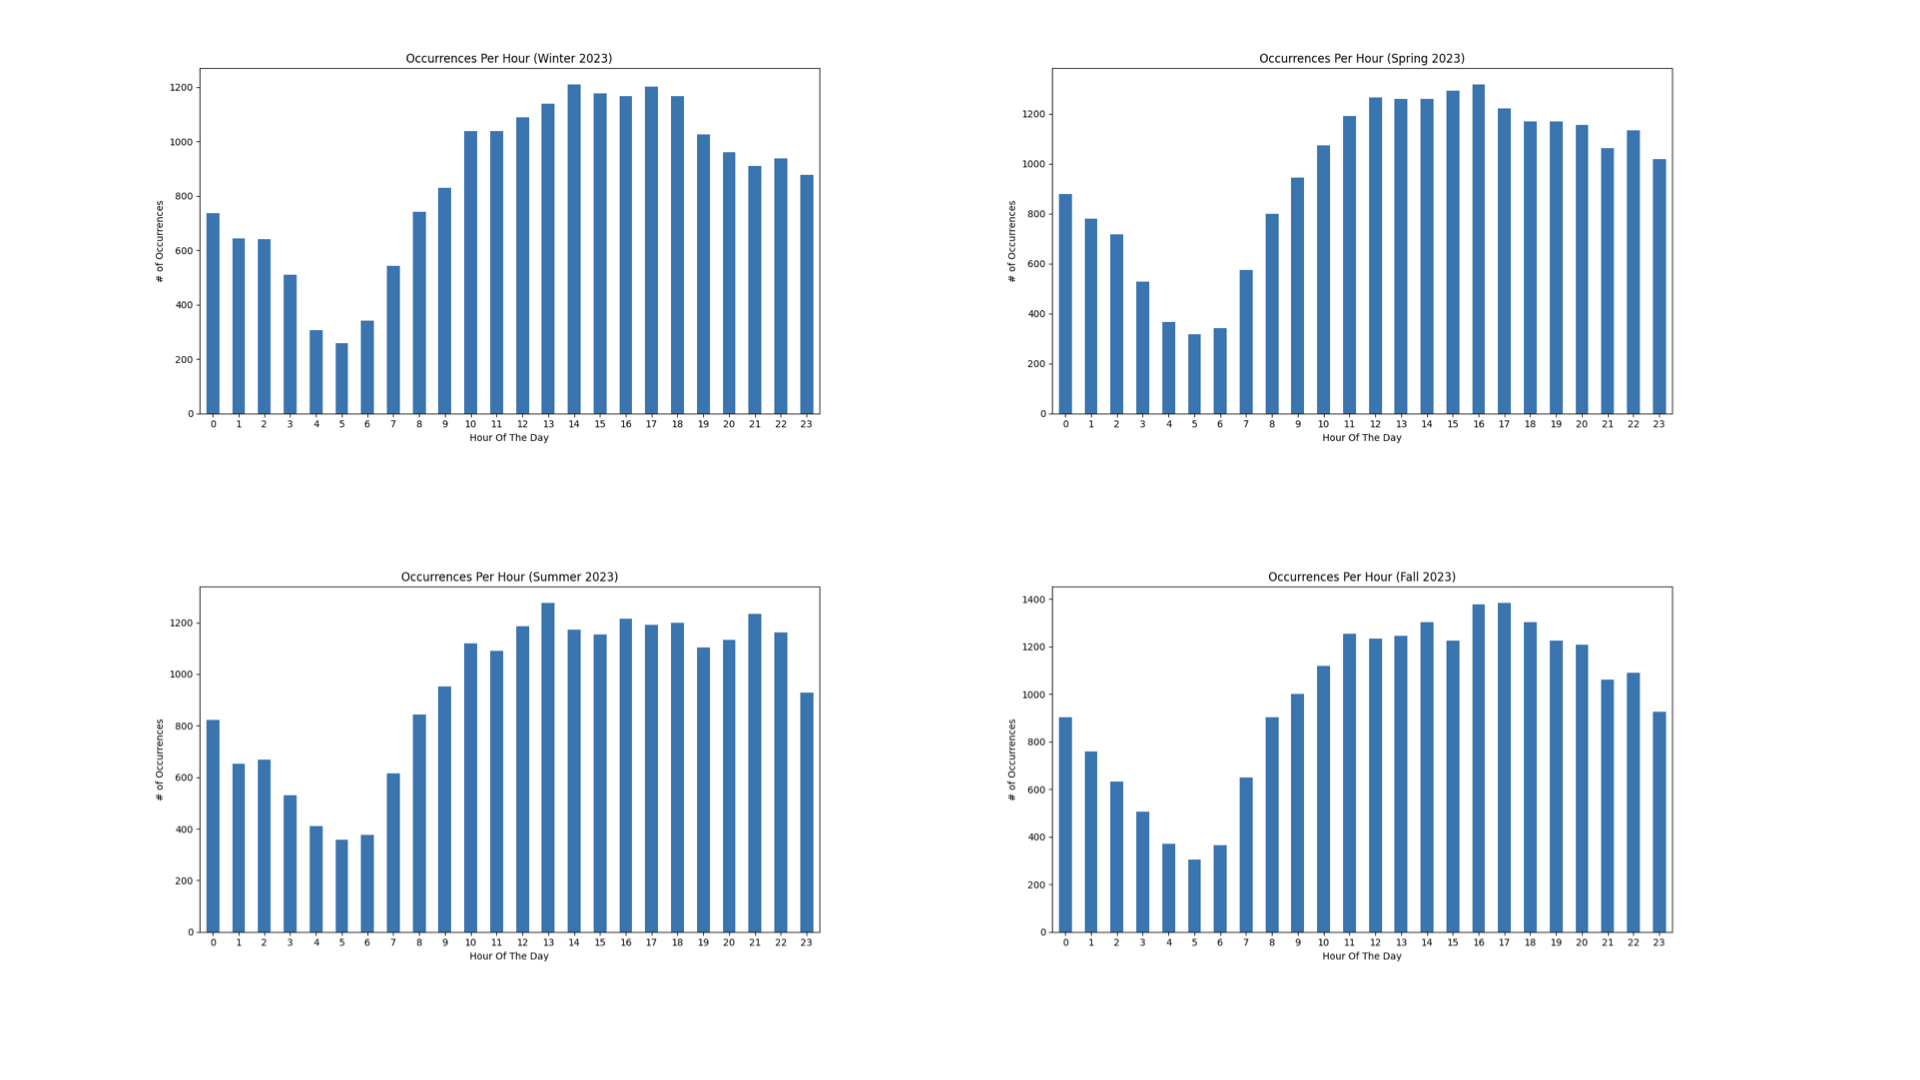 Occurrences Per Hour (Winter 2023)
1200
1000
800
600
400
200
0
# of Occurrences
0 1 2 3 4 5 6 7 8 9 10 11 12 13 14 15 16 17 18 19 20 21 22 23
Hour Of The Day
Occurrences Per Hour (Spring 2023)
1200
1000
800
600
400
200
0
# of Occurrences
0 1 2 3 4 5 6 7 8 9 10 11 12 13 14 15 16 17 18 19 20 21 22 23
Hour Of The Day
Occurrences Per Hour (Summer 2023)
1200
1000
800
600
400
200
0
# of Occurrences
0 1 2 3 4 5 6 7 8 9 10 11 12 13 14 15 16 17 18 19 20 21 22 23
Hour Of The Day
Occurrences Per Hour (Fall 2023)
1400
1200
1000
800
600
400
200
0
# of Occurrences
0 1 2 3 4 5 6 7 8 9 10 11 12 13 14 15 16 17 18 19 20 21 22 23
Hour Of The Day